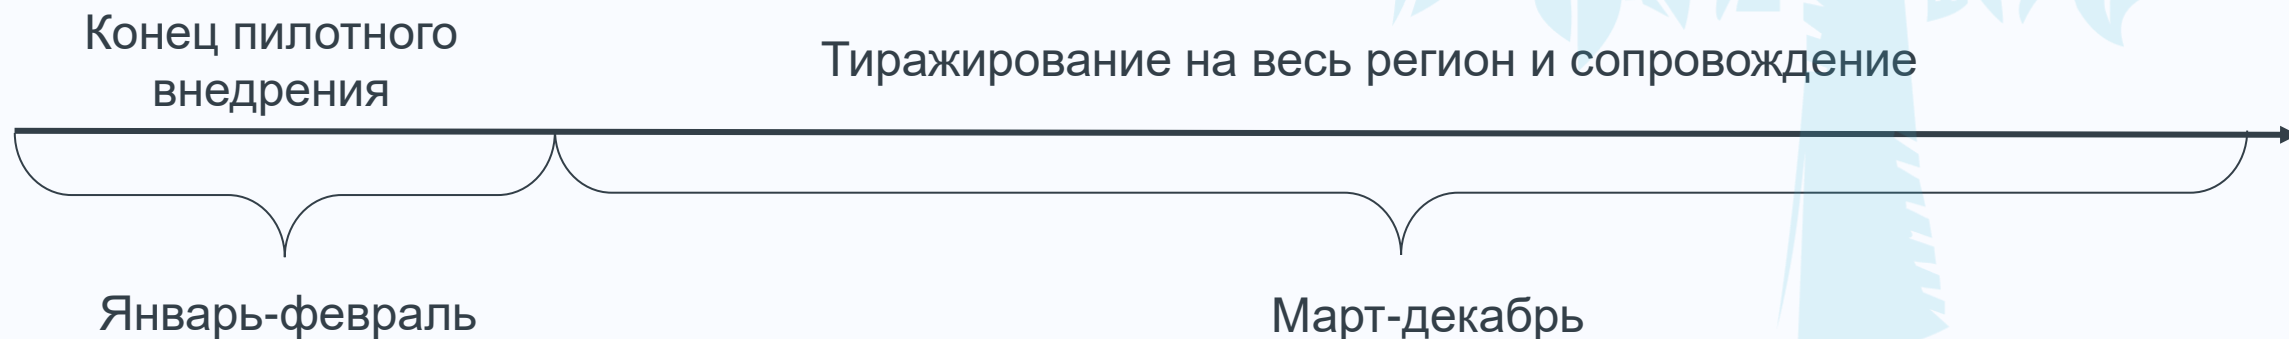 Конец пилотного
внедрения
Тиражирование на весь регион и сопровождение
Январь-февраль
Март-декабрь